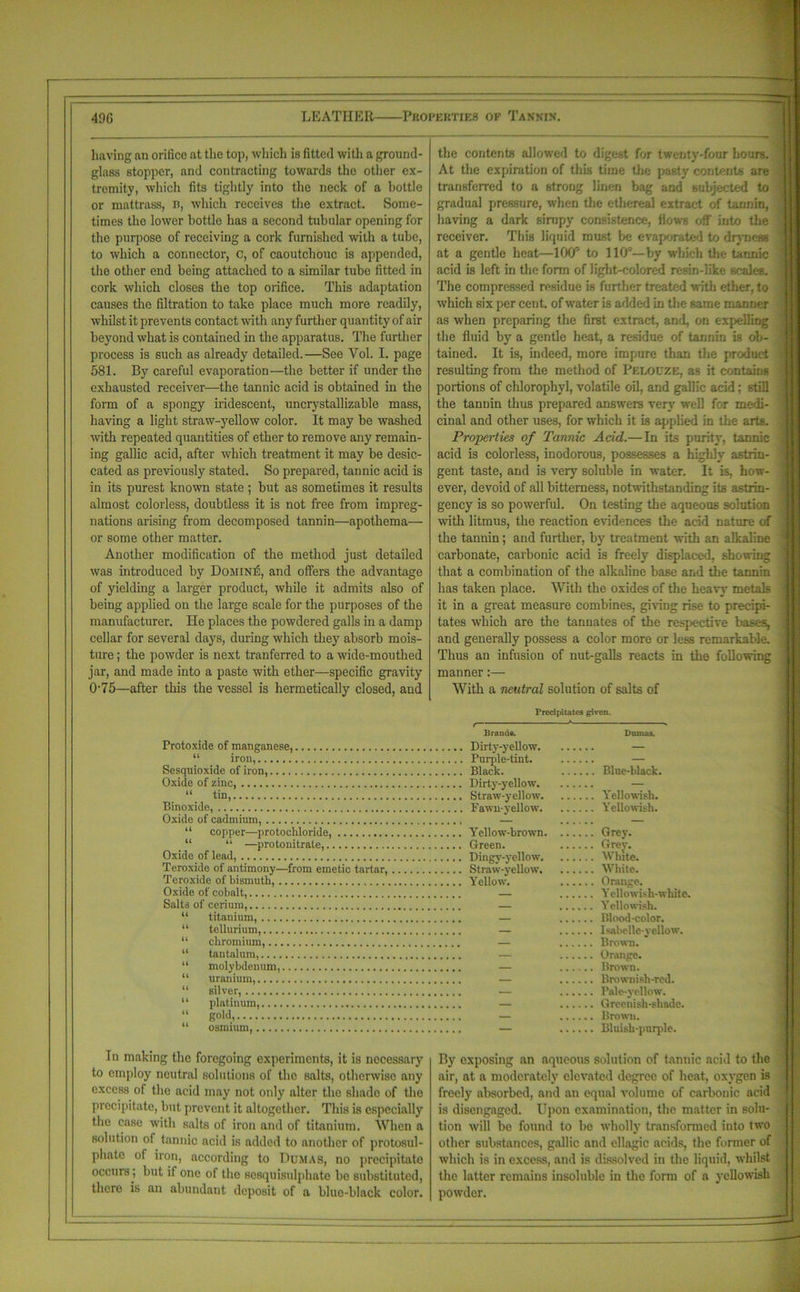 496 LEATHER——Properties of Tannin.
having an orifice at the top, which is fitted with a ground-
glass stopper, and contracting towards the other ex-
tremity, which fits tightly into the neck of a bottle
or mattrass, B, which receives the extract. Some-
times the lower bottle has a second tubular opening for
the purpose of receiving a cork furnished with a tube,
to which a connector, C, of caoutchouc is appended,
the other end being attached to a similar tube fitted in
cork which closes the top orifice. This adaptation
causes the filtration to take place much more readily,
whilst it prevents contact with any further quantity of air
beyond what is contained in the apparatus. The further
process is such as already detailed.—See Vol. I. page
581. By careful evaporation—the better if under the
exhausted receiver—the tannic acid is obtained in the
form of a spongy iridescent, uncrystallizable mass,
having a light straw-yellow color. It may be washed
with repeated quantities of ether to remove any remain-
ing gallic acid, after which treatment it may be desic-
cated as previously stated. So prepared, tannic acid is
in its purest known state; but as sometimes it results
almost colorless, doubtless it is not free from impreg-
nations arising from decomposed tannin—apothema—
or some other matter.
Another modification of the method just detailed
was introduced by Dominé, and offers the advantage
of yielding a larger product, while it admits also of
being applied on the large scale for the purposes of the
manufacturer. He places the powdered galls in a damp
cellar for several days, during which they absorb mois-
ture; the powder is next tranferred to a wide-mouthed
jar, and made into a paste with ether—specific gravity
0·75—after this the vessel is hermetically closed, and
the contents allowed to digest for twenty-four hours.
At the expiration of this time the pasty contents are
transferred to a strong linen bag and subjected to
gradual pressure, when the ethereal extract of tannin,
having a dark sirupy consistence, flows off into the
receiver. This liquid must be evaporated to dryness
at a gentle heat—100° to 110°—by which the tannic
acid is left in the form of light-colored resin-like scales.
The compressed residue is further treated with ether, to
which six per cent. of water is added in the same manner
as when preparing the first extract, and, on expelling
the fluid by a gentle heat, a residue of tannin is ob-
tained. It is, indeed, more impure than the product
resulting from the method of Pelouze, as it contains
portions of chlorophyl, volatile oil, and gallic acid; still
the tannin thus prepared answers very well for medi-
cinal and other uses, for which it is applied in the arts.
Properties of Tannic Acid.—In its purity, tannic
acid is colorless, inodorous, possesses a highly astrin-
gent taste, and is very soluble in water. It is, how-
ever, devoid of all bitterness, notwithstanding its astrin-
gency is so powerful. On testing the aqueous solution
with litmus, the reaction evidences the acid nature of
the tannin; and further, by treatment with an alkaline
carbonate, carbonic acid is freely displaced, showing
that a combination of the alkaline base and the tannin
has taken place. With the oxides of the heavy metals
it in a great measure combines, giving rise to precipi-
tates which are the tannates of the respective bases,
and generally possess a color more or less remarkable.
Thus an infusion of nut-galls reacts in the following
manner:—
With a neutral solution of salts of
Precipitates given.
Brande. Dumas.
Protoxide of manganese,.................. Dirty-yellow. ...... —
“ iron,.................. Purple-tint. ...... —
Sesquioxide of iron,.................. Black. ...... Blue-black.
Oxide of zinc,.................. Dirty-yellow. ...... —
“ tin,.................. Straw-yellow. ...... Yellowish.
Binoxide,.................. Fawn-yellow. ...... Yellowish.
Oxide of cadmium,.................. — ...... —
“ copper—protochloride,.................. Yellow-brown. ...... Grey.
“ “ —protonitrate,.................. Green. ...... Grey.
Oxide of lead,.................. Dingy-yellow. ...... White.
Teroxide of antimony—from emetic tartar,.................. Straw-yellow. ...... White.
Teroxide of bismuth,.................. Yellow. ...... Orange.
Oxide of cobalt,.................. — ...... Yellowish-white.
Salts of cerium,.................. — ...... Yellowish.
“ titanium,.................. — ...... Blood-color.
“ tellurium,.................. — ...... Isabelle-yellow.
“ chromium,.................. — ...... Brown.
“ tantalum,.................. — ...... Orange.
“ molybdenum,.................. — ...... Brown.
“ uranium,.................. — ...... Brownish-red.
“ silver,.................. — ...... Pale-yellow.
“ platinum,.................. — ...... Greenish-shade.
“ gold,.................. — ...... Brown.
“ osmium,.................. — ...... Bluish-purple.
In making the foregoing experiments, it is necessary
to employ neutral solutions of the salts, otherwise any
excess of the acid may not only alter the shade of the
precipitate, but prevent it altogether. This is especially
the case with salts of iron and of titanium. When a
solution of tannic acid is added to another of protosul-
phate of iron, according to Dumas, no precipitate
occurs; but if one of the sesquisulphate be substituted,
there is an abundant deposit of a blue-black color.
By exposing an aqueous solution of tannic acid to the
air, at a moderately elevated degree of heat, oxygen is
freely absorbed, and an equal volume of carbonic acid
is disengaged. Upon examination, the matter in solu-
tion will be found to be wholly transformed into two
other substances, gallic and ellagic acids, the former of
which is in excess, and is dissolved in the liquid, whilst
the latter remains insoluble in the form of a yellowish
powder.